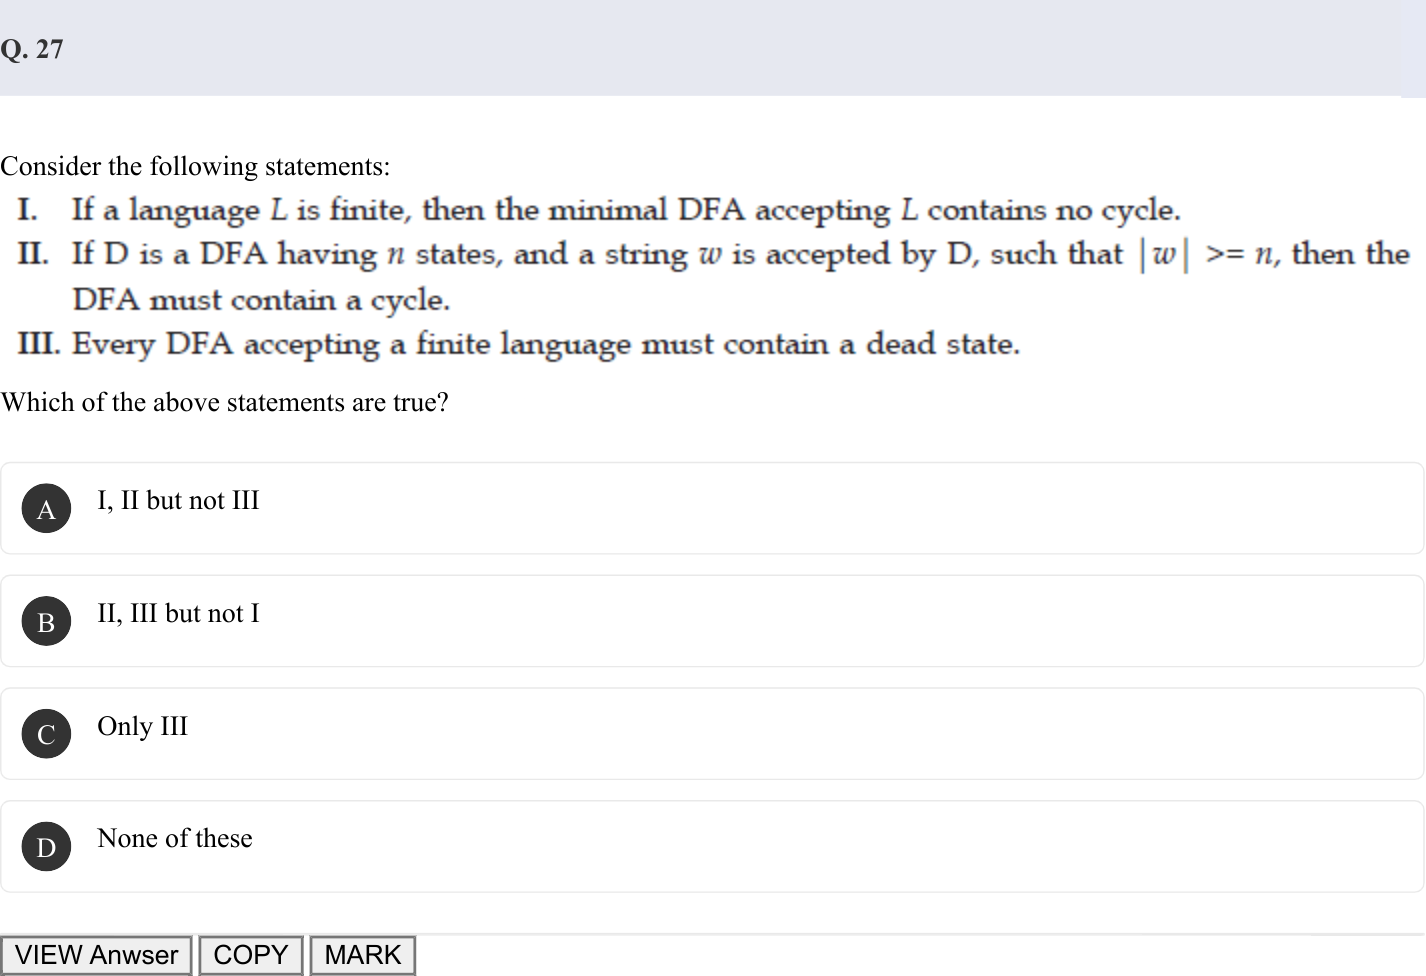 Q. 27
Consider the following statements:
I. If a language L is finite, then the minimal DFA accepting L contains no cycle.
II. If D is a DFA having n states, and a string w is accepted by D, such that |w| >= n, then the
DFA must contain a cycle.
III. Every DFA accepting a finite language must contain a dead state.
Which of the above statements are true?
A I, II but not III
B II, III but not I
C Only III
D None of these
VIEW Anwser COPY MARK